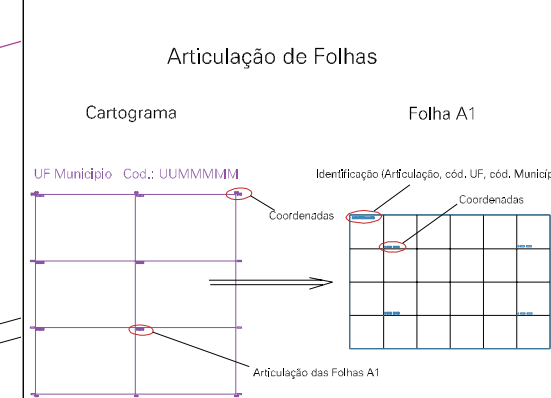 Articulação de Folhas
Cartograma
Folha A1
UF Municipio Cod.: UUMMMMM
Identificação (Articulação, cód. UF, cód. Municíp
Coordenadas
Coordenadas
Articulação das Folhas A1